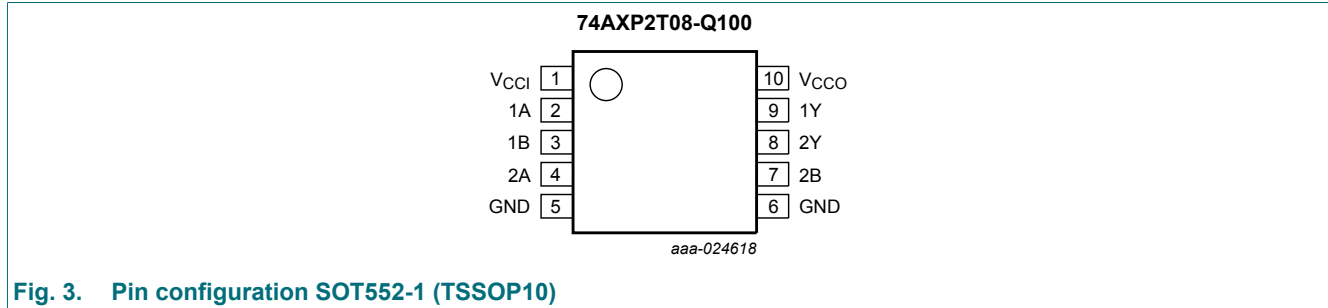 74AXP2T08-Q100
VCCI 1 10 VCCO
1A 2 9 1Y
1B 3 8 2Y
2A 4 7 2B
GND 5 6 GND
aaa-024618
Fig. 3. Pin configuration SOT552-1 (TSSOP10)